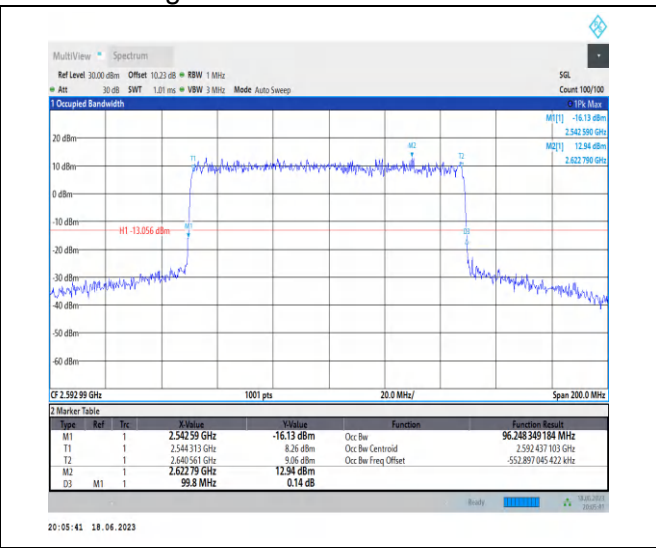 MultiView Spectrum
Ref Level 30.00 dBm Offset 10.23 dB RBW 1 MHz SGL
Att 30 dB SWT 1.01 ms VBW 3 MHz Mode Auto Sweep Count 100/100
1 Occupied Bandwidth 1Pk Max
M1[1] -16.13 dBm
2.542 590 GHz
M2[1] 12.94 dBm
2.622 790 GHz
20 dBm
M2
T1
T2
10 dBm
0 dBm
-10 dBm
M1
H1 -13.056 dBm
D3
-20 dBm
-30 dBm
-40 dBm
-50 dBm
-60 dBm
CF 2.592 99 GHz 1001 pts 20.0 MHz/ Span 200.0 MHz
2 Marker Table
Type Ref Trc X-Value Y-Value Function Function Result
M1 1 2.54259 GHz -16.13 dBm Occ Bw 96.248 349 184 MHz
T1 1 2.544 313 GHz 8.26 dBm Occ Bw Centroid 2.592 437 103 GHz
T2 1 2.640 561 GHz 9.06 dBm Occ Bw Freq Offset -552.897 045 422 kHz
M2 1 2.622 79 GHz 12.94 dBm
D3 M1 1 99.8 MHz 0.14 dB
Ready 18.06.2023
20:05:41
20:05:41 18.06.2023